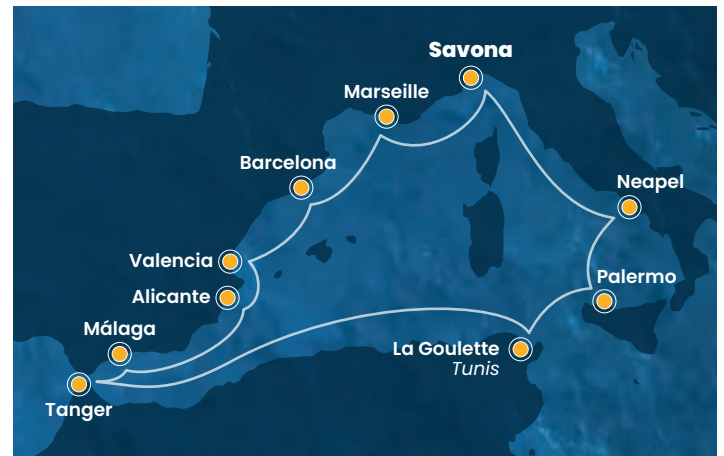 Savona
Marseille
Barcelona
Neapel
Valencia
Palermo
Alicante
Málaga
La Goulette
Tunis
Tanger